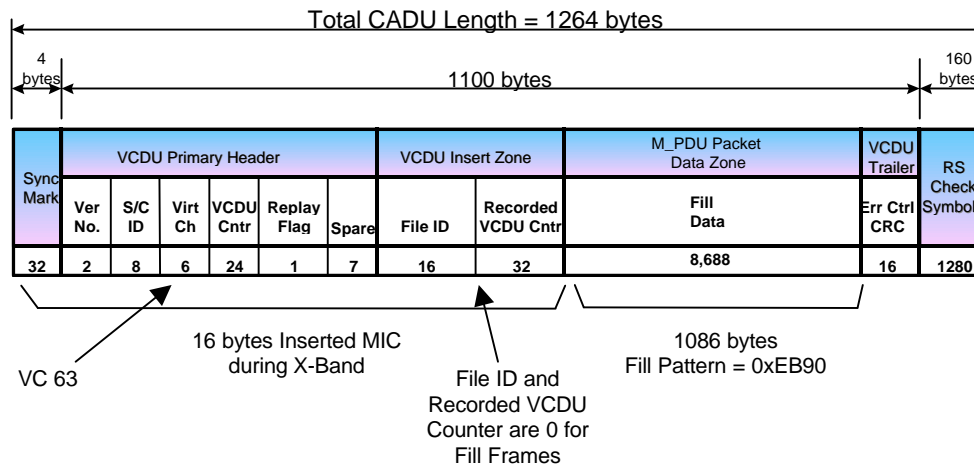 Total CADU Length = 1264 bytes
4
bytes
1100 bytes
160
bytes
Sync
Mark
VCDU Primary Header
VCDU Insert Zone
M_PDU Packet
Data Zone
VCDU
Trailer
RS
Check
Symbol
Ver
No.
S/C
ID
Virt
Ch
VCDU
Cntr
Replay
Flag
Spare
File ID
Recorded
VCDU Cntr
Fill
Data
Err Ctrl
CRC
32 2 8 6 24 1 7 16 32 8,688 16 1280
VC 63
16 bytes Inserted MIC
during X-Band
File ID and
Recorded VCDU
Counter are 0 for
Fill Frames
1086 bytes
Fill Pattern = 0xEB90